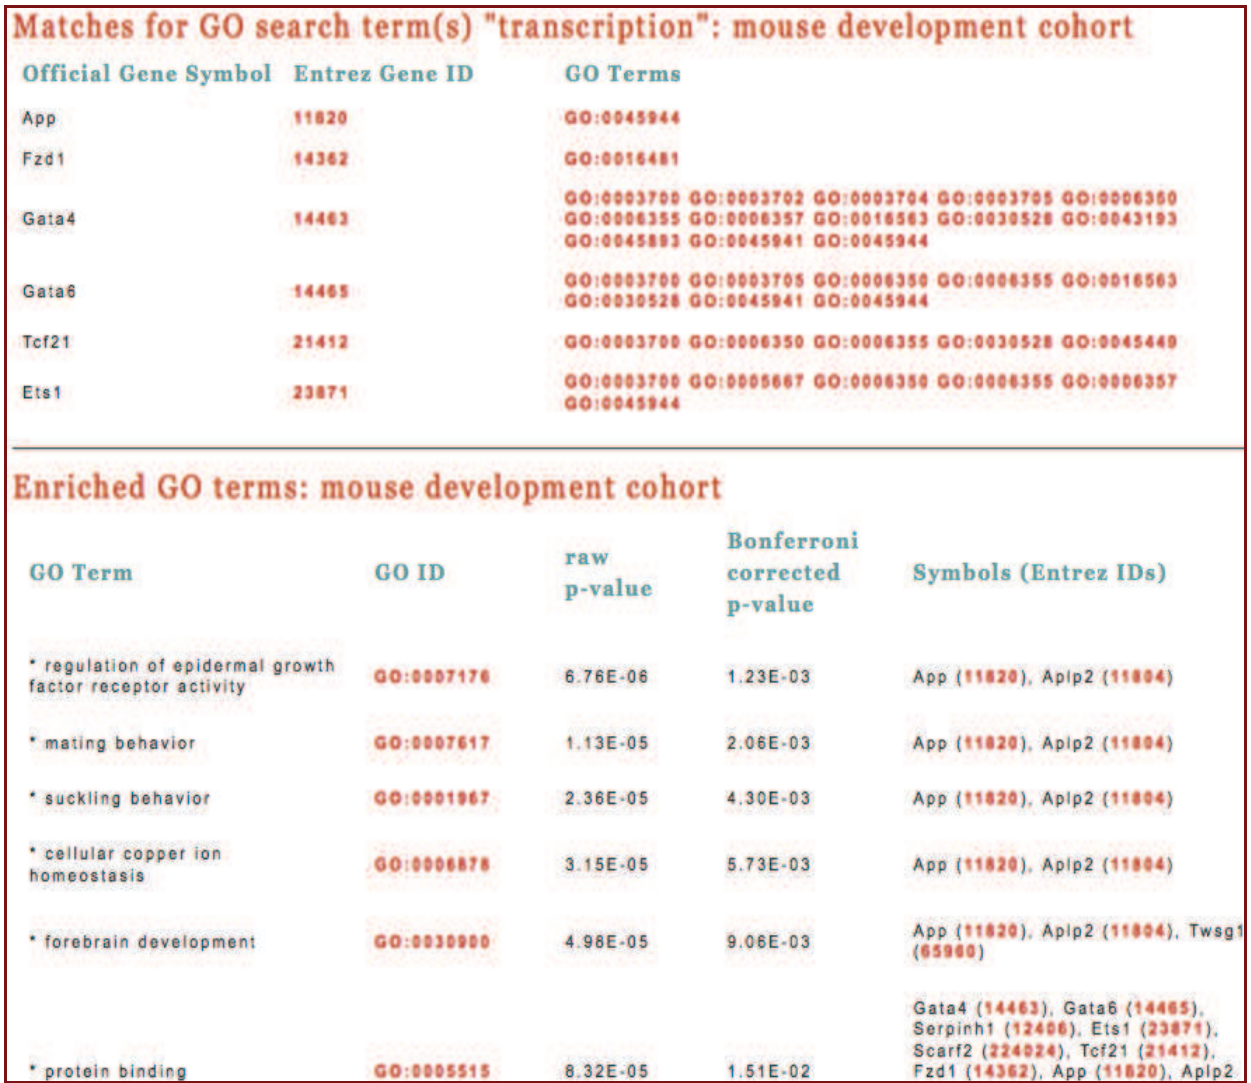 Matches for GO search term(s) "transcription": mouse development cohort
Official Gene Symbol Entrez Gene ID GO Terms
App 11820 GO:0045944
Fzd1 14362 GO:0016481
GO:0003700 GO:0003702 GO:0003704 GO:0003705 GO:0006350
Gata4 14463 GO:0006355 GO:0006357 GO:0016563 GO:0030528 GO:0043193
GO:0045893 GO:0045941 GO:0045944
GO:0003700 GO:0003705 GO:0006350 GO:0006355 GO:0016563
Gata6 14465
GO:0030528 GO:0045941 GO:0045944
Tcf21 21412 GO:0003700 GO:0006350 GO:0006355 GO:0030528 GO:0045449
GO:0003700 GO:0005667 GO:0006350 GO:0006355 GO:0006357
Ets1 23871
GO:0045944
Enriched GO terms: mouse development cohort
GO Term GO ID raw p-value Bonferroni corrected p-value Symbols (Entrez IDs)
* regulation of epidermal growth
factor receptor activity GO:0007176 6.76E-06 1.23E-03 App (11820), Aplp2 (11804)
* mating behavior GO:0007617 1.13E-05 2.06E-03 App (11820), Aplp2 (11804)
* suckling behavior GO:0001967 2.36E-05 4.30E-03 App (11820), Aplp2 (11804)
* cellular copper ion
homeostasis GO:0006878 3.15E-05 5.73E-03 App (11820), Aplp2 (11804)
* forebrain development GO:0030900 4.98E-05 9.06E-03 App (11820), Aplp2 (11804), Twsg1
(65960)
Gata4 (14463), Gata6 (14465),
Serpinh1 (12406), Ets1 (23871),
Scarf2 (224024), Tcf21 (21412),
* protein binding GO:0005515 8.32E-05 1.51E-02 Fzd1 (14362), App (11820), Aplp2